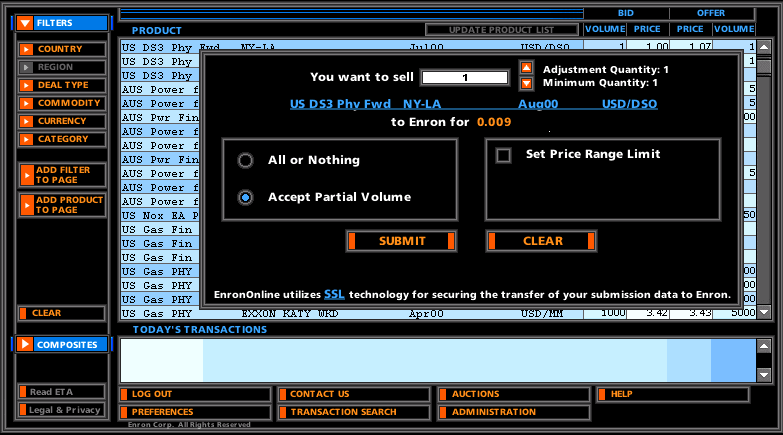 FILTERS
COUNTRY
REGION
DEAL TYPE
COMMODITY
CURRENCY
CATEGORY
ADD FILTER
TO PAGE
ADD PRODUCT
TO PAGE
CLEAR
COMPOSITES
Read ETA
Legal & Privacy
BID OFFER
PRODUCT UPDATE PRODUCT LIST VOLUME PRICE PRICE VOLUME
US DS3 Phy Fwd NY-LA Jul00 USD/DSO 1 1.00 1.07 1
US DS3 Phy
US DS3 Phy
AUS Power f 5
AUS Power f 5
AUS Pwr Fin 00
AUS Power f
AUS Power f
AUS Pwr Fin
AUS Power f 5
AUS Power f
AUS Power f
US Nox EA P 50
US Gas Fin
US Gas Fin
US Gas Fin
US Gas PHY 00
US Gas PHY 00
US Gas PHY 00
US Gas PHY EXXON KATY WKD Apr00 USD/MM 1000 3.42 3.43 5000
You want to sell 1 Adjustment Quantity: 1
Minimum Quantity: 1
US DS3 Phy Fwd NY-LA Aug00 USD/DSO
to Enron for 0.009
All or Nothing
Accept Partial Volume
Set Price Range Limit
SUBMIT CLEAR
EnronOnline utilizes SSL technology for securing the transfer of your submission data to Enron.
TODAY'S TRANSACTIONS
LOG OUT CONTACT US AUCTIONS HELP
PREFERENCES TRANSACTION SEARCH ADMINISTRATION
Enron Corp. All Rights Reserved